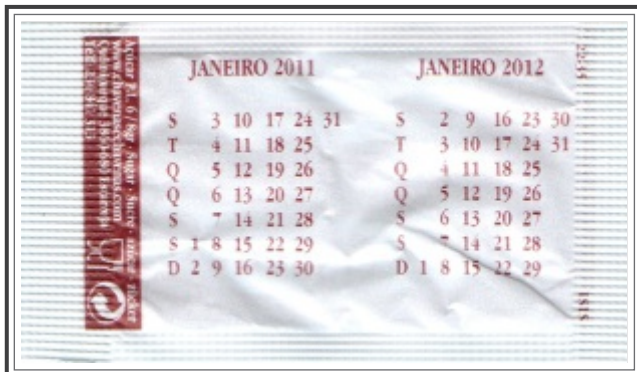 JANEIRO 2011
S 3 10 17 24 31
T 4 11 18 25
Q 5 12 19 26
Q 6 13 20 27
S 7 14 21 28
S 1 8 15 22 29
D 2 9 16 23 30
JANEIRO 2012
S 2 9 16 23 30
T 3 10 17 24 31
Q 4 11 18 25
Q 5 12 19 26
S 6 13 20 27
S 7 14 21 28
D 1 8 15 22 29
Sugar · Sucre